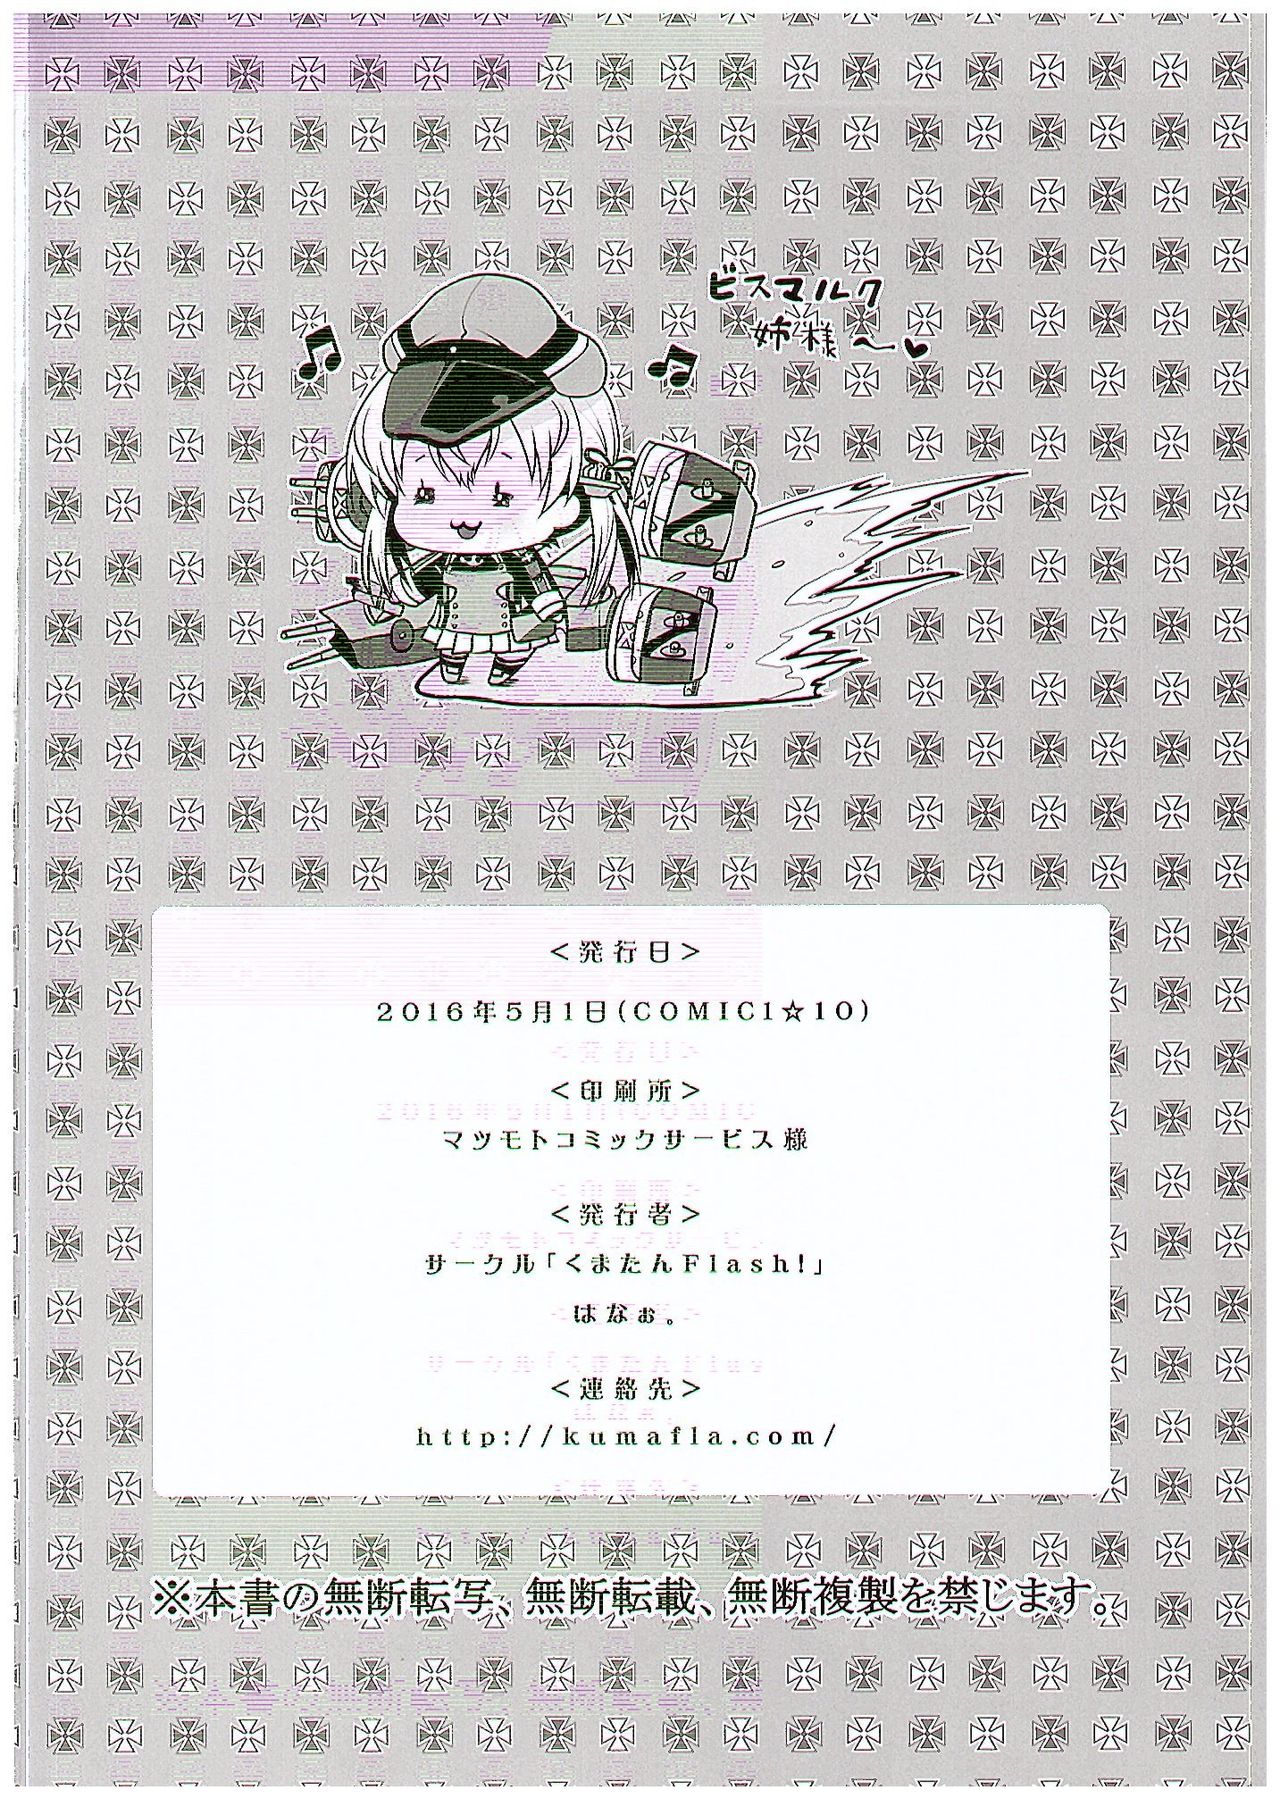 ビスマルク
姉様～♥
＜発行日＞
2016年5月1日(COMIC1☆10)
＜印刷所＞
マツモトコミックサービス様
＜発行者＞
サークル「くまたんFlash!」
はなぉ。
＜連絡先＞
http://kumafla.com/
※本書の無断転写、無断転載、無断複製を禁じます。